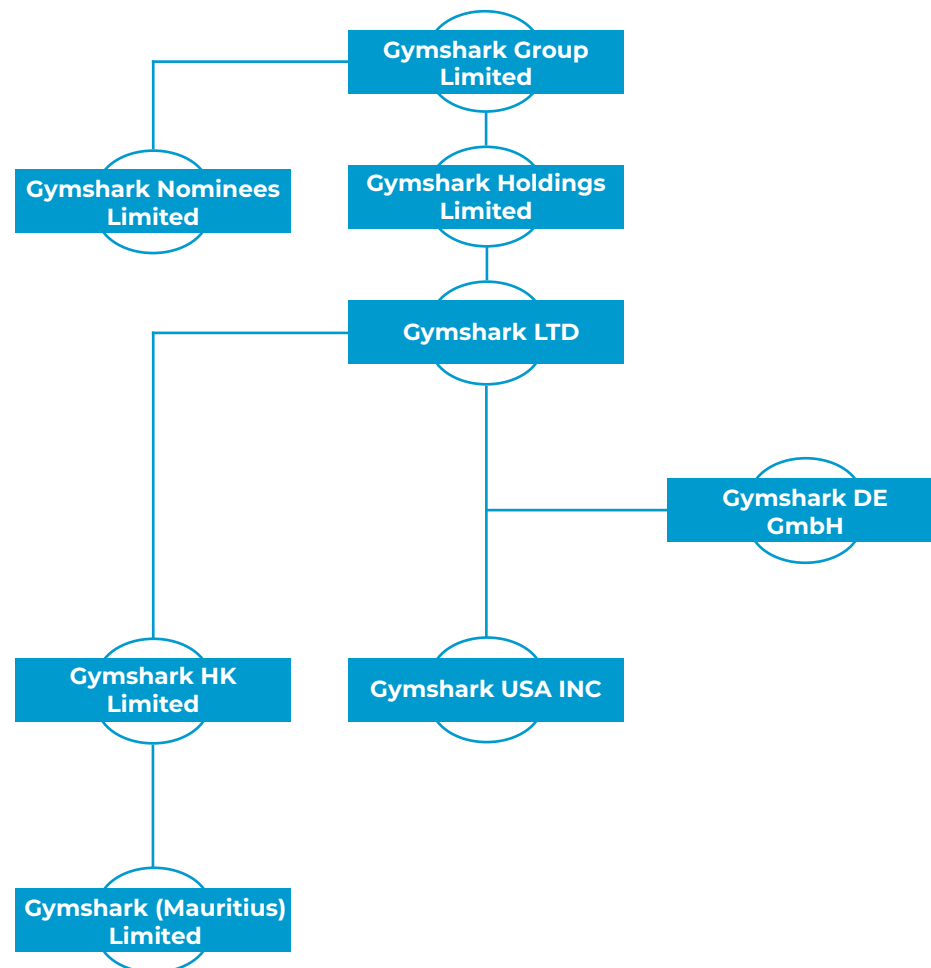 Gymshark Group
Limited
Gymshark Nominees
Limited
Gymshark Holdings
Limited
Gymshark LTD
Gymshark DE
GmbH
Gymshark HK
Limited
Gymshark USA INC
Gymshark (Mauritius)
Limited